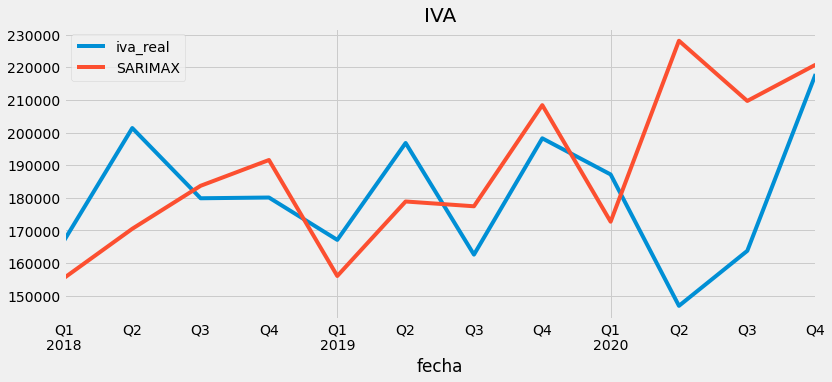 IVA
iva_real
SARIMAX
230000
220000
210000
200000
190000
180000
170000
160000
150000
Q1 Q2 Q3 Q4 Q1 Q2 Q3 Q4 Q1 Q2 Q3 Q4
2018 2019 2020
fecha